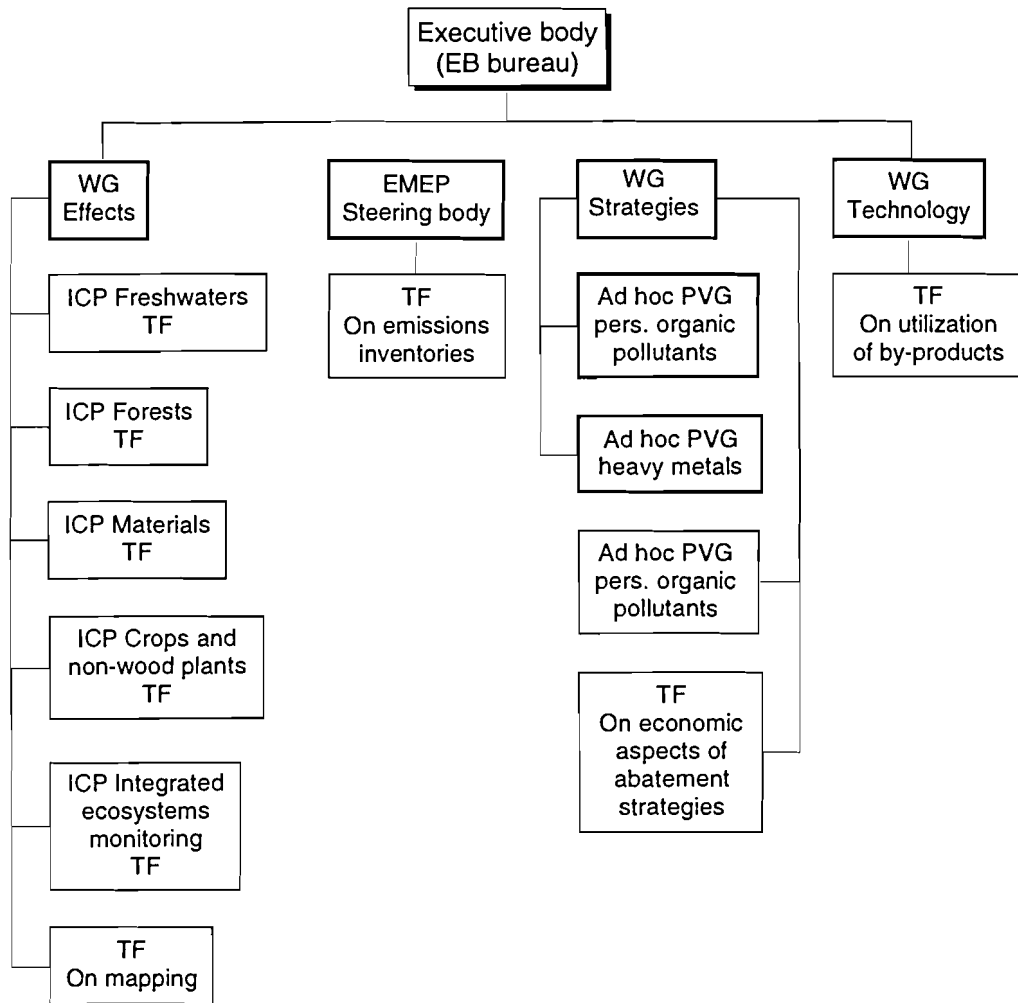 Executive body
(EB bureau)
WG
Effects
ICP Freshwaters
TF
ICP Forests
TF
ICP Materials
TF
ICP Crops and
non-wood plants
TF
ICP Integrated
ecosystems
monitoring
TF
TF
On mapping
EMEP
Steering body
TF
On emissions
inventories
WG
Strategies
Ad hoc PVG
pers. organic
pollutants
Ad hoc PVG
heavy metals
Ad hoc PVG
pers. organic
pollutants
TF
On economic
aspects of
abatement
strategies
WG
Technology
TF
On utilization
of by-products